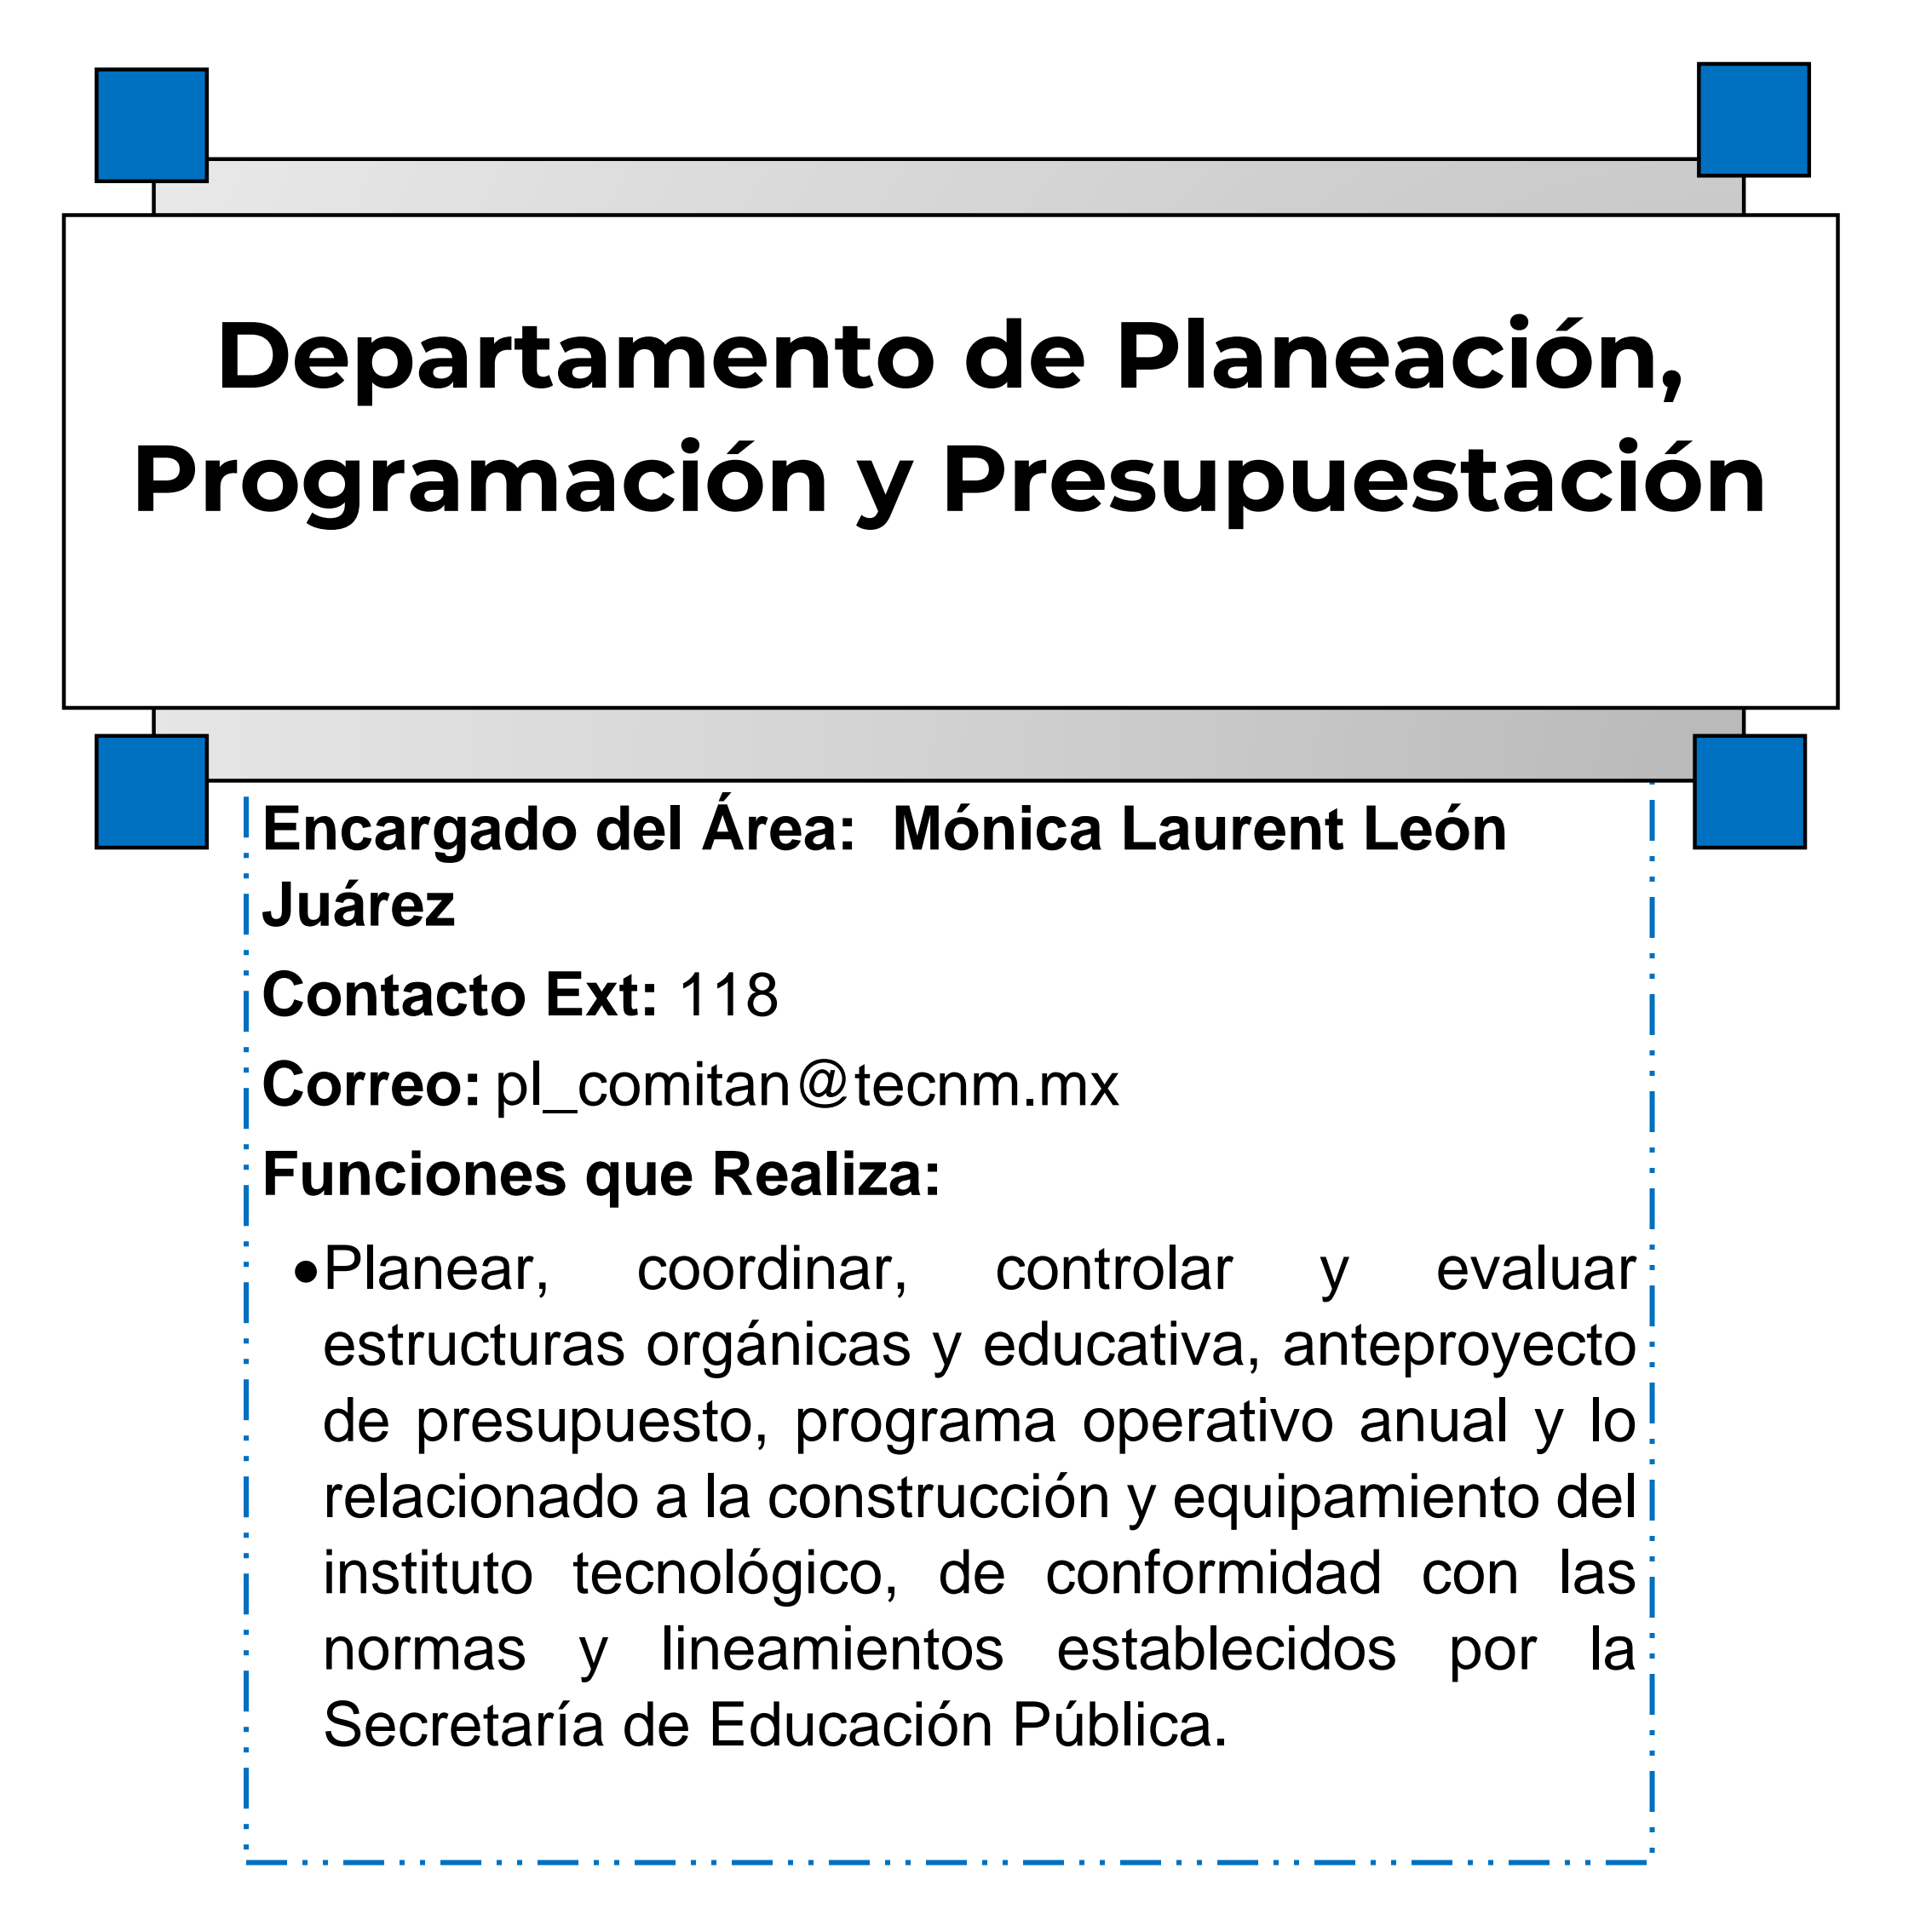 Departamento de Planeación,
Programación y Presupuestación
Encargado del Área:  Mónica Laurent León
Juárez
Contacto Ext: 118
Correo: pl_comitan@tecnm.mx
Funciones que Realiza:
•Planear, coordinar, controlar y evaluar
estructuras orgánicas y educativa, anteproyecto
de presupuesto, programa operativo anual y lo
relacionado a la construcción y equipamiento del
instituto tecnológico, de conformidad con las
normas y lineamientos establecidos por la
Secretaría de Educación Pública.